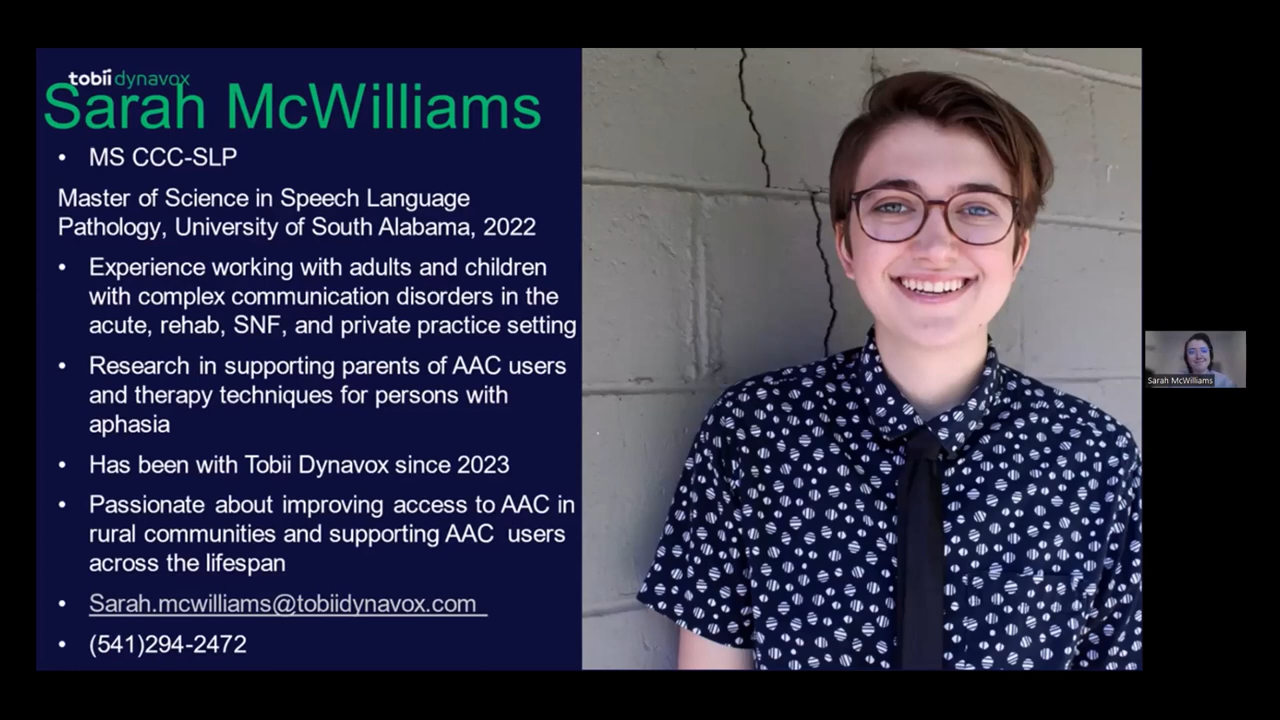 tobii dynavox
Sarah McWilliams
• MS CCC-SLP
Master of Science in Speech Language
Pathology, University of South Alabama, 2022
• Experience working with adults and children
with complex communication disorders in the
acute, rehab, SNF, and private practice setting
• Research in supporting parents of AAC users
and therapy techniques for persons with
aphasia
• Has been with Tobii Dynavox since 2023
• Passionate about improving access to AAC in
rural communities and supporting AAC users
across the lifespan
• Sarah.mcwilliams@tobiidynavox.com
• (541)294-2472
Sarah McWilliams